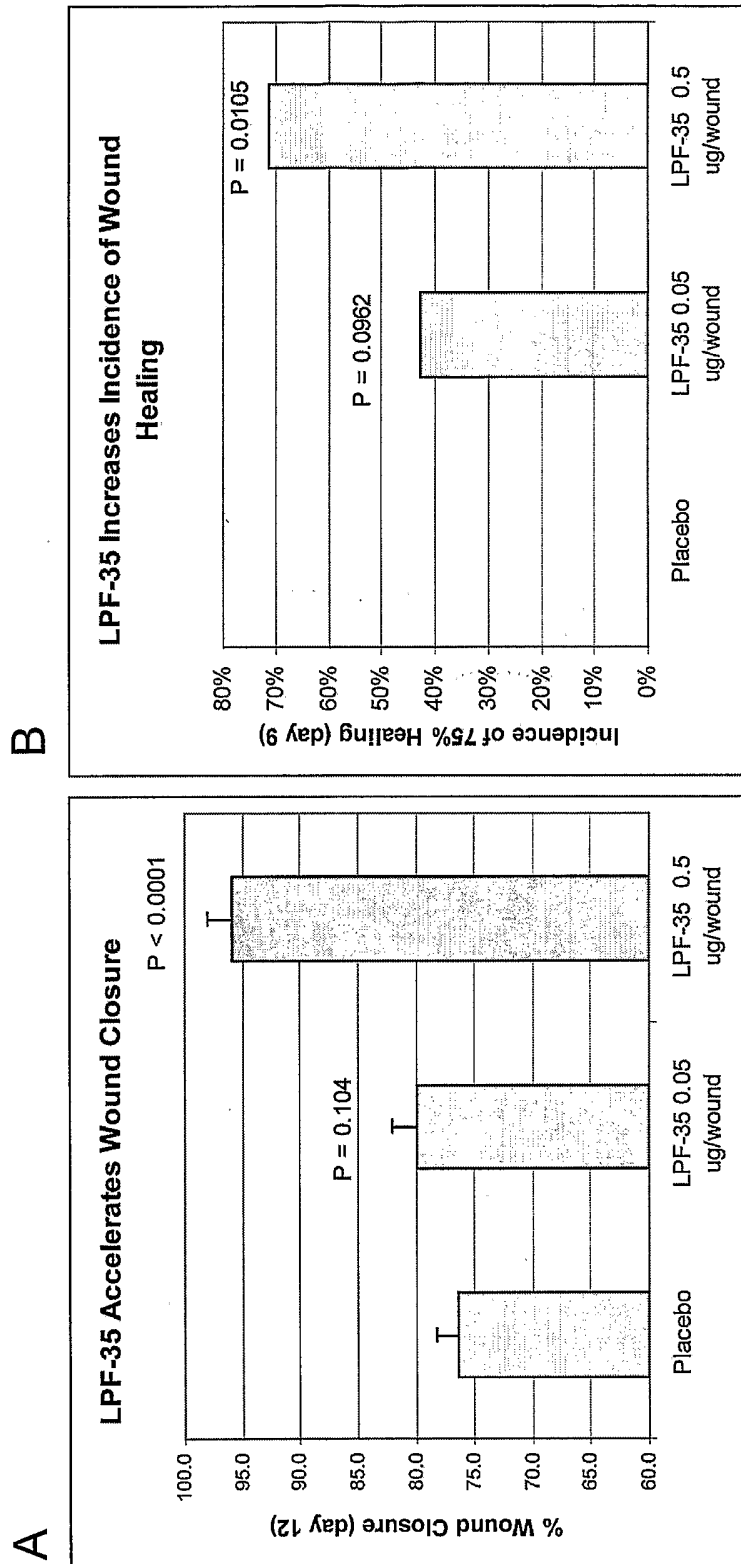 A
LPF-35 Accelerates Wound Closure
% Wound Closure (day 12)
100.0
95.0
90.0
85.0
80.0
75.0
70.0
65.0
60.0
P = 0.104
P < 0.0001
Placebo
LPF-35 0.05
ug/wound
LPF-35 0.5
ug/wound
B
LPF-35 Increases Incidence of Wound
Healing
Incidence of 75% Healing (day 9)
80%
70%
60%
50%
40%
30%
20%
10%
0%
P = 0.0962
P = 0.0105
Placebo
LPF-35 0.05
ug/wound
LPF-35 0.5
ug/wound